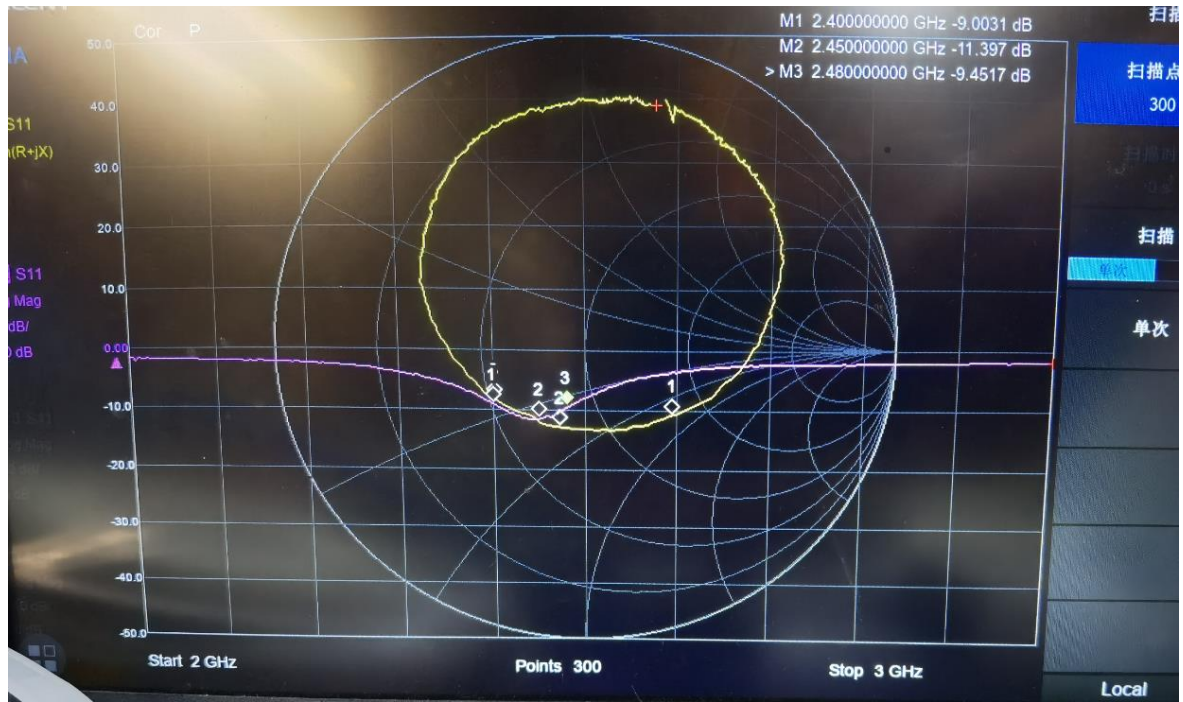 Cor P
M1 2.400000000 GHz -9.0031 dB
M2 2.450000000 GHz -11.397 dB
> M3 2.480000000 GHz -9.4517 dB
50.0
40.0
30.0
20.0
10.0
0.00
-10.0
-20.0
-30.0
-40.0
-50.0
S11
(R+jX)
S11
Mag
dB/
dB
1
2
3
2
1
Start 2 GHz
Points 300
Stop 3 GHz
扫描点
300
扫描
单次
单次
Local